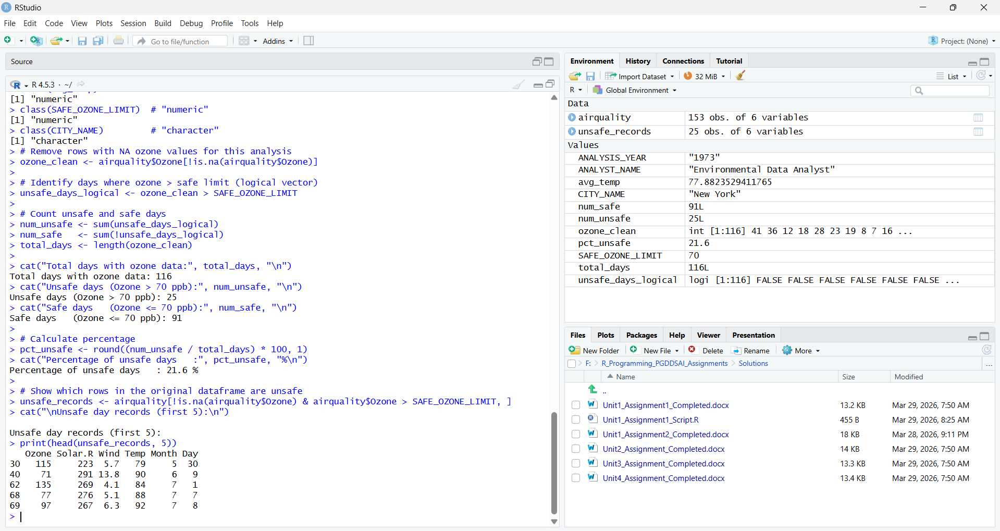 RStudio
File Edit Code View Plots Session Build Debug Profile Tools Help
Go to file/function Addins Project: (None)
Source
R 4.5.3 · ~/
[1] "numeric"
> class(SAFE_OZONE_LIMIT)  # "numeric"
[1] "numeric"
> class(CITY_NAME)         # "character"
[1] "character"
> # Remove rows with NA ozone values for this analysis
> ozone_clean <- airquality$Ozone[!is.na(airquality$Ozone)]
>
> # Identify days where ozone > safe limit (logical vector)
> unsafe_days_logical <- ozone_clean > SAFE_OZONE_LIMIT
>
> # Count unsafe and safe days
> num_unsafe <- sum(unsafe_days_logical)
> num_safe   <- sum(!unsafe_days_logical)
> total_days <- length(ozone_clean)
>
> cat("Total days with ozone data:", total_days, "\n")
Total days with ozone data: 116
> cat("Unsafe days (Ozone > 70 ppb):", num_unsafe, "\n")
Unsafe days (Ozone > 70 ppb): 25
> cat("Safe days   (Ozone <= 70 ppb):", num_safe, "\n")
Safe days   (Ozone <= 70 ppb): 91
>
> # Calculate percentage
> pct_unsafe <- round((num_unsafe / total_days) * 100, 1)
> cat("Percentage of unsafe days   :", pct_unsafe, "%\n")
Percentage of unsafe days   : 21.6 %
>
> # Show which rows in the original dataframe are unsafe
> unsafe_records <- airquality[!is.na(airquality$Ozone) & airquality$Ozone > SAFE_OZONE_LIMIT, ]
> cat("\nUnsafe day records (first 5):\n")
Unsafe day records (first 5):
> print(head(unsafe_records, 5))
   Ozone Solar.R Wind Temp Month Day
30   115     223  5.7   79     5  30
40    71     291 13.8   90     6   9
62   135     269  4.1   84     7   1
68    77     276  5.1   88     7   7
69    97     267  6.3   92     7   8
>
Environment History Connections Tutorial
Import Dataset 32 MiB List
R Global Environment
Data
airquality 153 obs. of 6 variables
unsafe_records 25 obs. of 6 variables
Values
ANALYSIS_YEAR "1973"
ANALYST_NAME "Environmental Data Analyst"
avg_temp 77.8823529411765
CITY_NAME "New York"
num_safe 91L
num_unsafe 25L
ozone_clean int [1:116] 41 36 12 18 28 23 19 8 7 16 ...
pct_unsafe 21.6
SAFE_OZONE_LIMIT 70
total_days 116L
unsafe_days_logical logi [1:116] FALSE FALSE FALSE FALSE FALSE FALSE ...
Files Plots Packages Help Viewer Presentation
New Folder New File Delete Rename More
F: > R_Programming_PGDDSAI_Assignments > Solutions ...
Name Size Modified
..
Unit1_Assignment1_Completed.docx 13.2 KB Mar 29, 2026, 7:50 AM
Unit1_Assignment1_Script.R 455 B Mar 29, 2026, 8:25 AM
Unit1_Assignment2_Completed.docx 18 KB Mar 28, 2026, 9:11 PM
Unit2_Assignment_Completed.docx 14 KB Mar 29, 2026, 7:50 AM
Unit3_Assignment_Completed.docx 13.3 KB Mar 29, 2026, 7:50 AM
Unit4_Assignment_Completed.docx 13.4 KB Mar 29, 2026, 7:50 AM